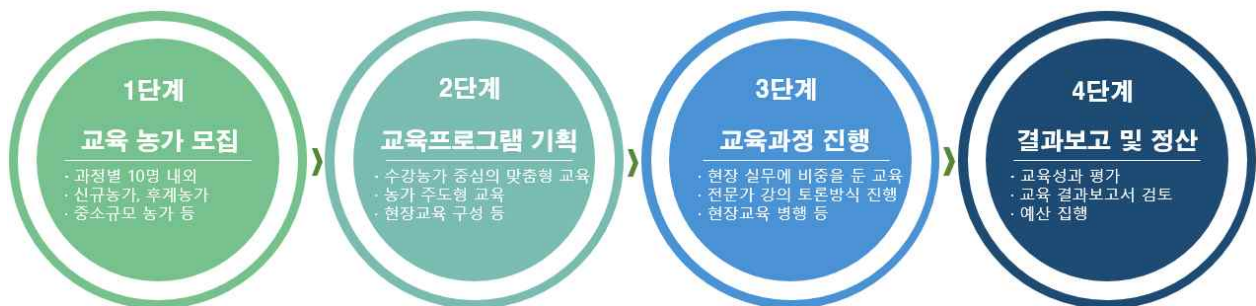 1단계
교육 농가 모집
· 과정별 10명 내외
· 신규농가, 후계농가
· 중소규모 농가 등
2단계
교육프로그램 기획
· 수강농가 중심의 맞춤형 교육
· 농가 주도형 교육
· 현장교육 구성 등
3단계
교육과정 진행
· 현장 실무에 비중을 둔 교육
· 전문가 강의 토론방식 진행
· 현장교육 병행 등
4단계
결과보고 및 정산
· 교육성과 평가
· 교육 결과보고서 검토
· 예산 집행